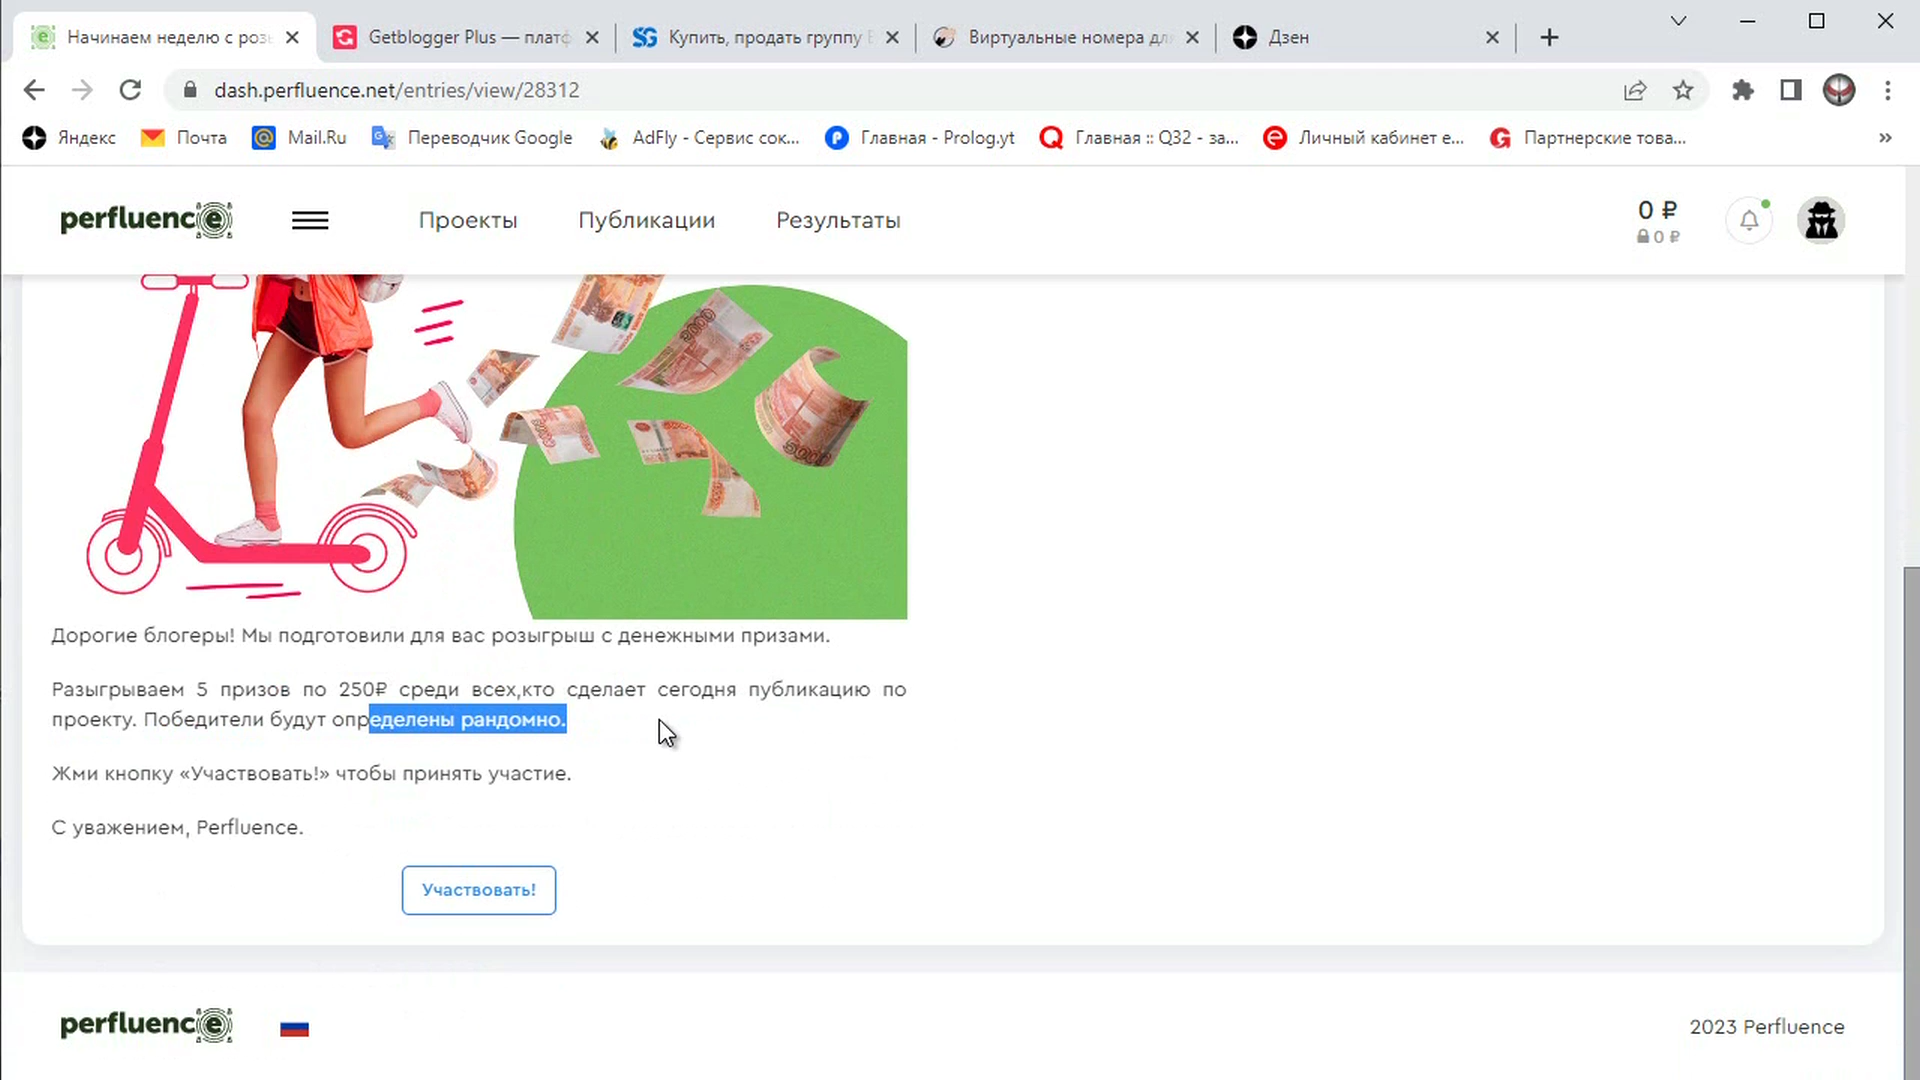 Начинаем неделю с роз
Getblogger Plus — платф
Купить, продать группу
Виртуальные номера дл
Дзен
dash.perfluence.net/entries/view/28312
Яндекс
Почта
Mail.Ru
Переводчик Google
AdFly - Сервис сок...
Главная - Prolog.yt
Главная :: Q32 - за...
Личный кабинет е...
Партнерские това...
»
perfluence
Проекты
Публикации
Результаты
0 ₽
0 ₽
5000
Дорогие блогеры! Мы подготовили для вас розыгрыш с денежными призами.
Разыгрываем 5 призов по 250₽ среди всех,кто сделает сегодня публикацию по
проекту. Победители будут определены рандомно.
Жми кнопку «Участвовать!» чтобы принять участие.
С уважением, Perfluence.
Участвовать!
perfluence
2023 Perfluence